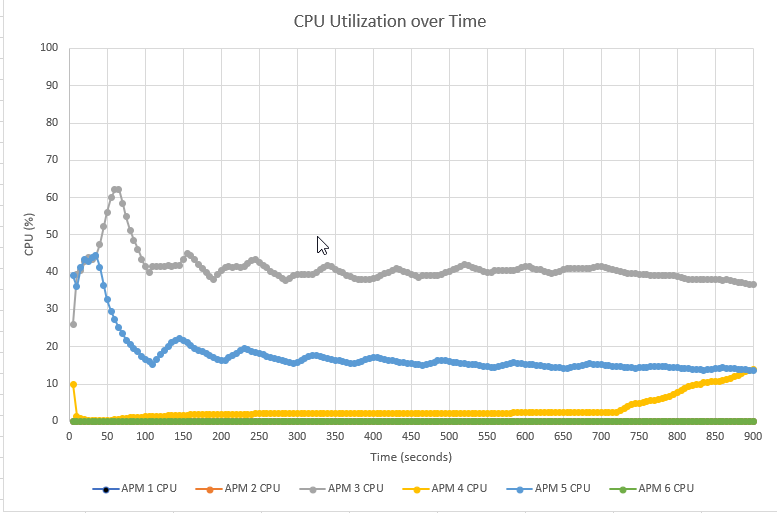 CPU Utilization over Time
100
90
80
70
60
50
40
30
20
10
0
CPU (%)
0 50 100 150 200 250 300 350 400 450 500 550 600 650 700 750 800 850 900
Time (seconds)
APM 1 CPU APM 2 CPU APM 3 CPU APM 4 CPU APM 5 CPU APM 6 CPU